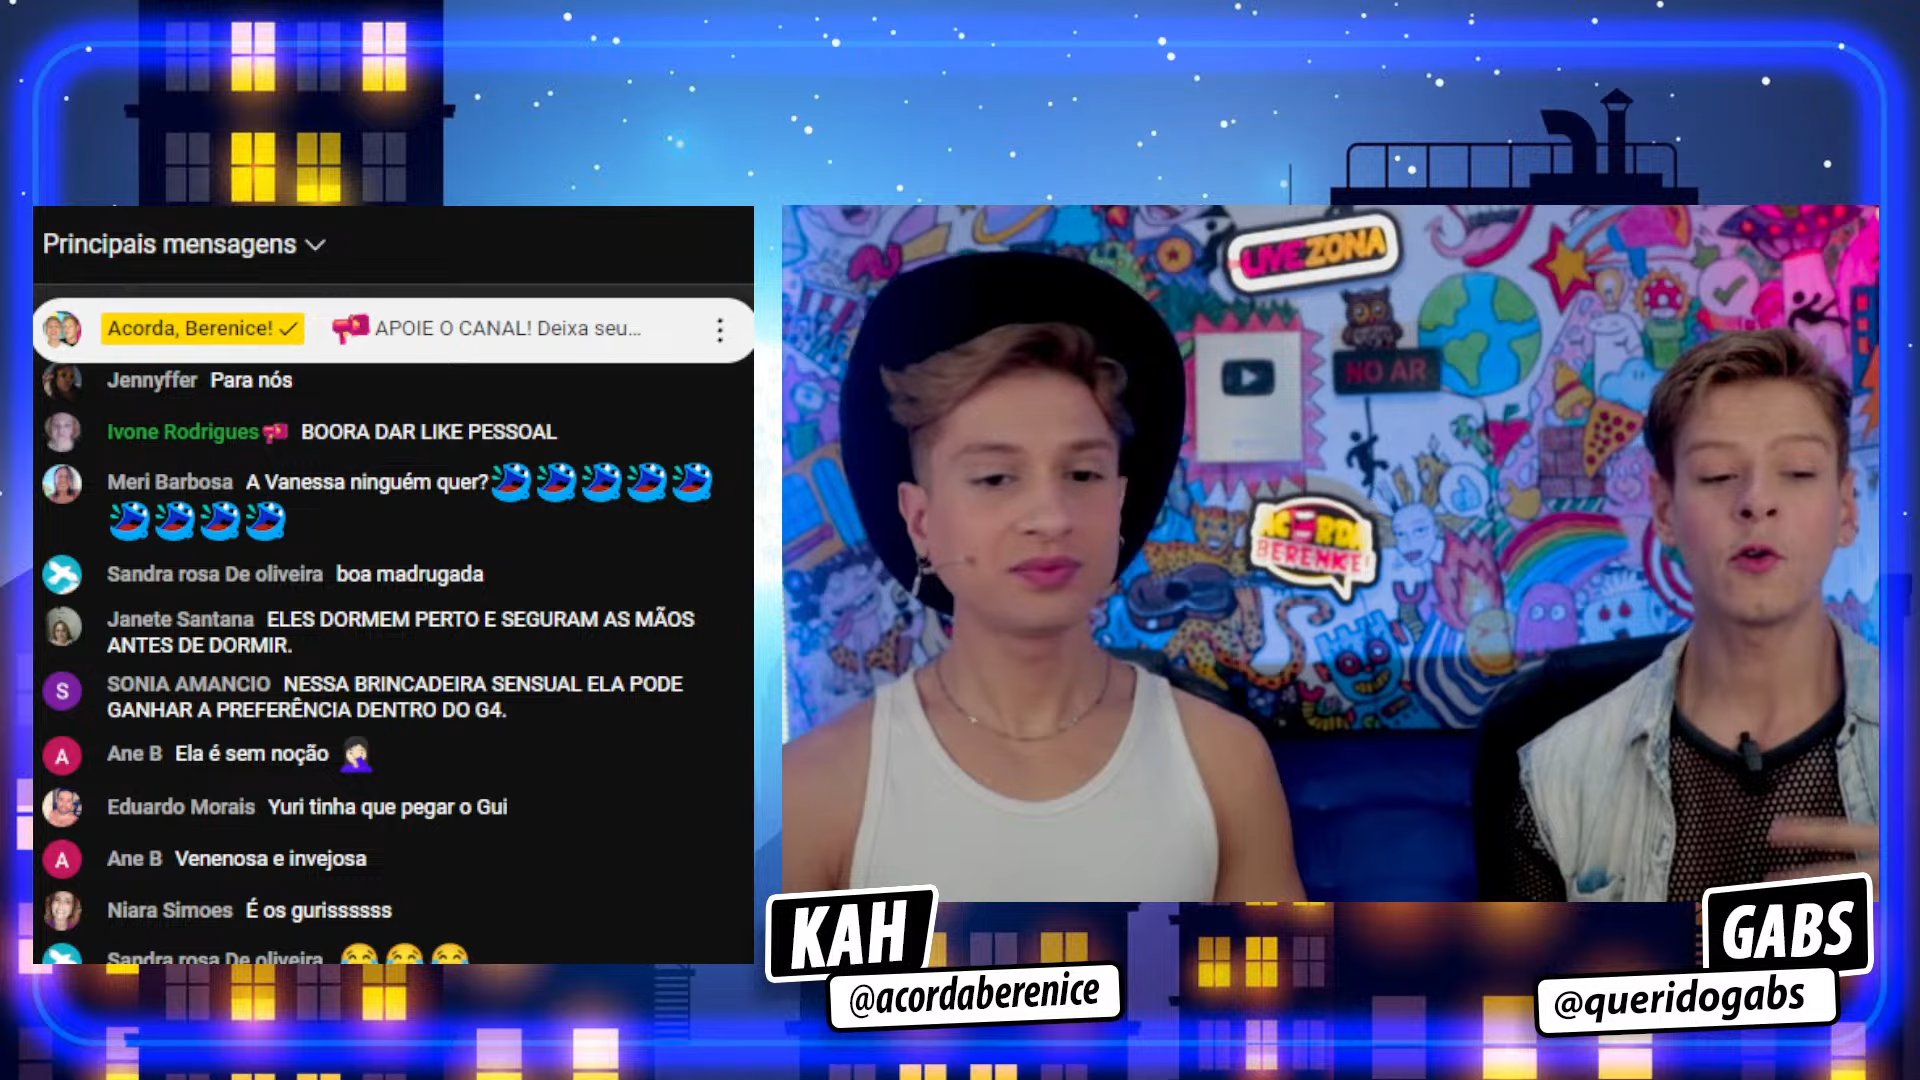 Principais mensagens
Acorda, Berenice! APOIE O CANAL! Deixa seu...
Jennyffer Para nós
Ivone Rodrigues BOORA DAR LIKE PESSOAL
Meri Barbosa A Vanessa ninguém quer?
Sandra rosa De oliveira boa madrugada
Janete Santana ELES DORMEM PERTO E SEGURAM AS MÃOS
ANTES DE DORMIR.
S SONIA AMANCIO NESSA BRINCADEIRA SENSUAL ELA PODE
GANHAR A PREFERÊNCIA DENTRO DO G4.
A Ane B Ela é sem noção
Eduardo Morais Yuri tinha que pegar o Gui
A Ane B Venenosa e invejosa
Niara Simoes É os gurissssss
Sandra rosa De oliveira
LIVEZONA
NO AR
ACORDA
BERENICE!
KAH
@acordaberenice
GABS
@queridogabs